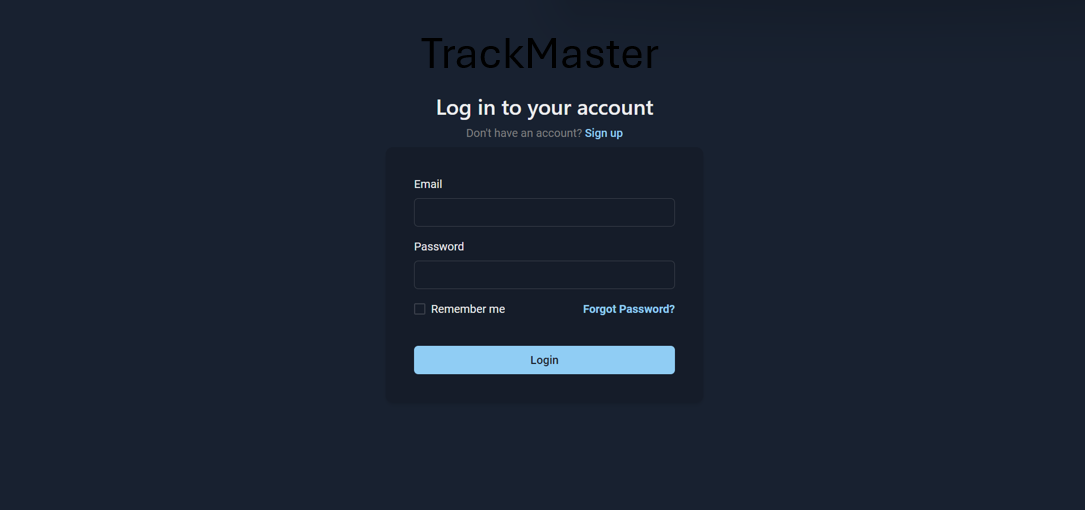 TrackMaster
Log in to your account
Don't have an account? Sign up
Email
Password
Remember me Forgot Password?
Login